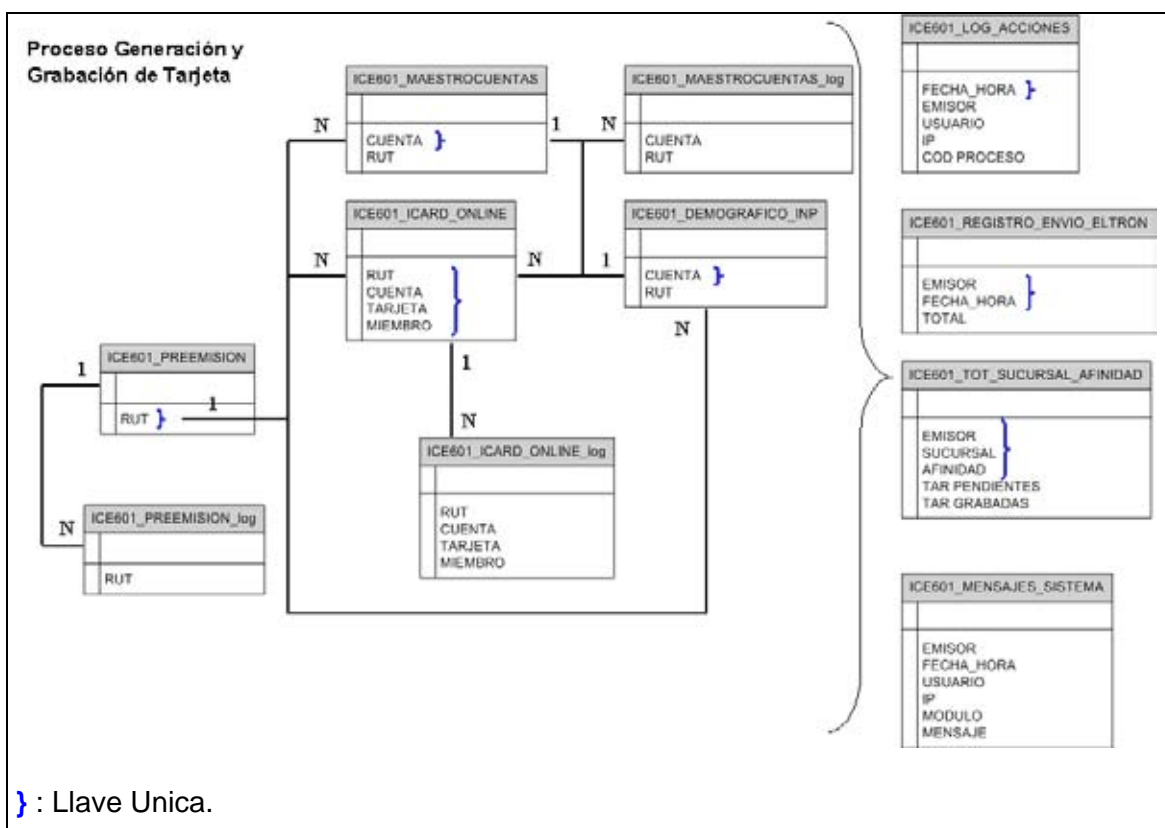 Proceso Generación y
Grabación de Tarjeta
ICE601_MAESTROCUENTAS
CUENTA }
RUT
ICE601_MAESTROCUENTAS_log
CUENTA
RUT
N
1
N
ICE601_ICARD_ONLINE
RUT
CUENTA
TARJETA
MIEMBRO
}
ICE601_DEMOGRAFICO_INP
CUENTA }
RUT
N
N
1
N
ICE601_PREEMISION
RUT }
1
1
1
N
ICE601_ICARD_ONLINE_log
RUT
CUENTA
TARJETA
MIEMBRO
N
ICE601_PREEMISION_log
RUT
ICE601_LOG_ACCIONES
FECHA_HORA }
EMISOR
USUARIO
IP
COD PROCESO
ICE601_REGISTRO_ENVIO_ELTRON
EMISOR
FECHA_HORA
}
TOTAL
ICE601_TOT_SUCURSAL_AFINIDAD
EMISOR
SUCURSAL
AFINIDAD
}
TAR PENDIENTES
TAR GRABADAS
ICE601_MENSAJES_SISTEMA
EMISOR
FECHA_HORA
USUARIO
IP
MODULO
MENSAJE
} : Llave Unica.